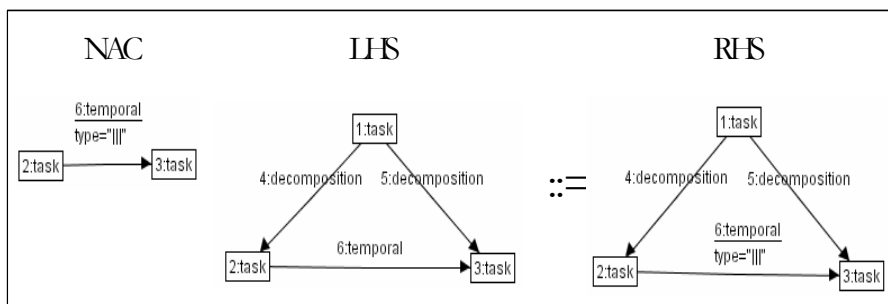 NAC LHS RHS
6:temporal
type="|||"
2:task 3:task
1:task
4:decomposition 5:decomposition
6:temporal
2:task 3:task
::=
1:task
4:decomposition 5:decomposition
6:temporal
type="|||"
2:task 3:task